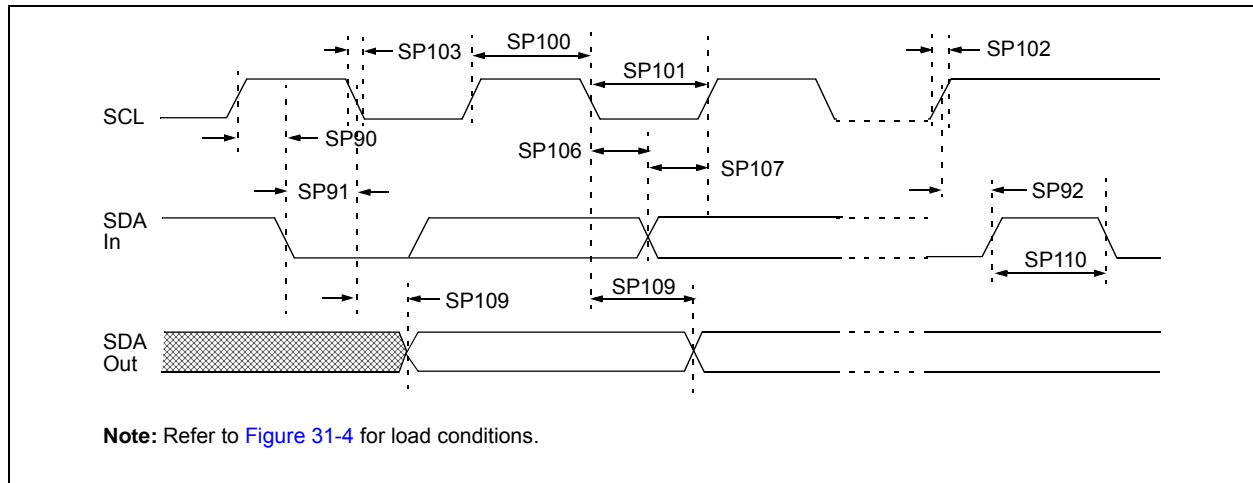 SP103
SP100
SP102
SP101
SCL
SP90
SP106
SP107
SP91
SP92
SDA
In
SP110
SP109
SP109
SDA
Out
Note: Refer to Figure 31-4 for load conditions.